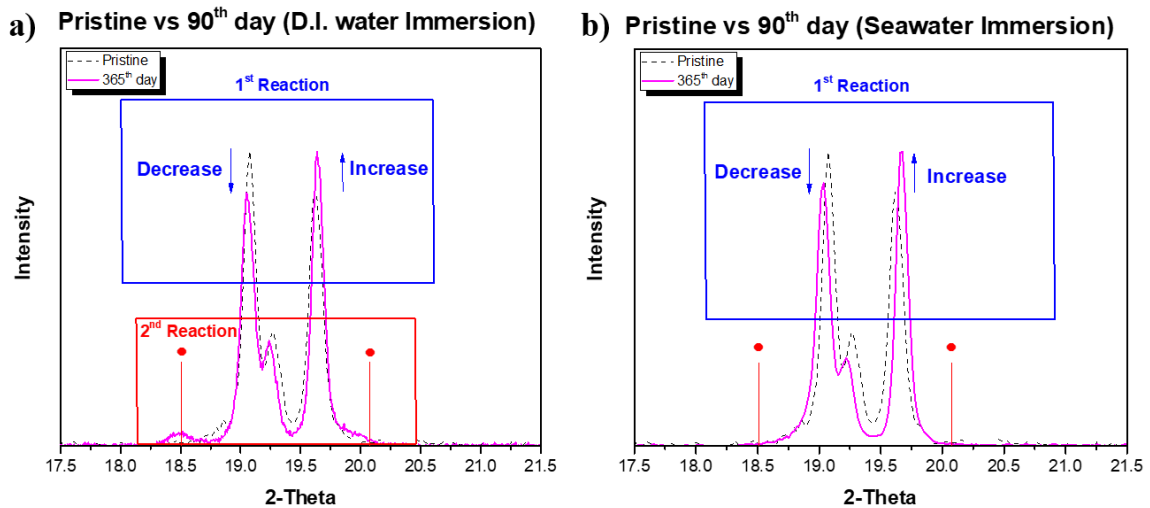 a) Pristine vs 90th day (D.I. water Immersion)
Pristine
365th day
1st Reaction
Decrease
Increase
2nd Reaction
Intensity
17.5 18.0 18.5 19.0 19.5 20.0 20.5 21.0 21.5
2-Theta
b) Pristine vs 90th day (Seawater Immersion)
Pristine
365th day
1st Reaction
Decrease
Increase
Intensity
17.5 18.0 18.5 19.0 19.5 20.0 20.5 21.0 21.5
2-Theta